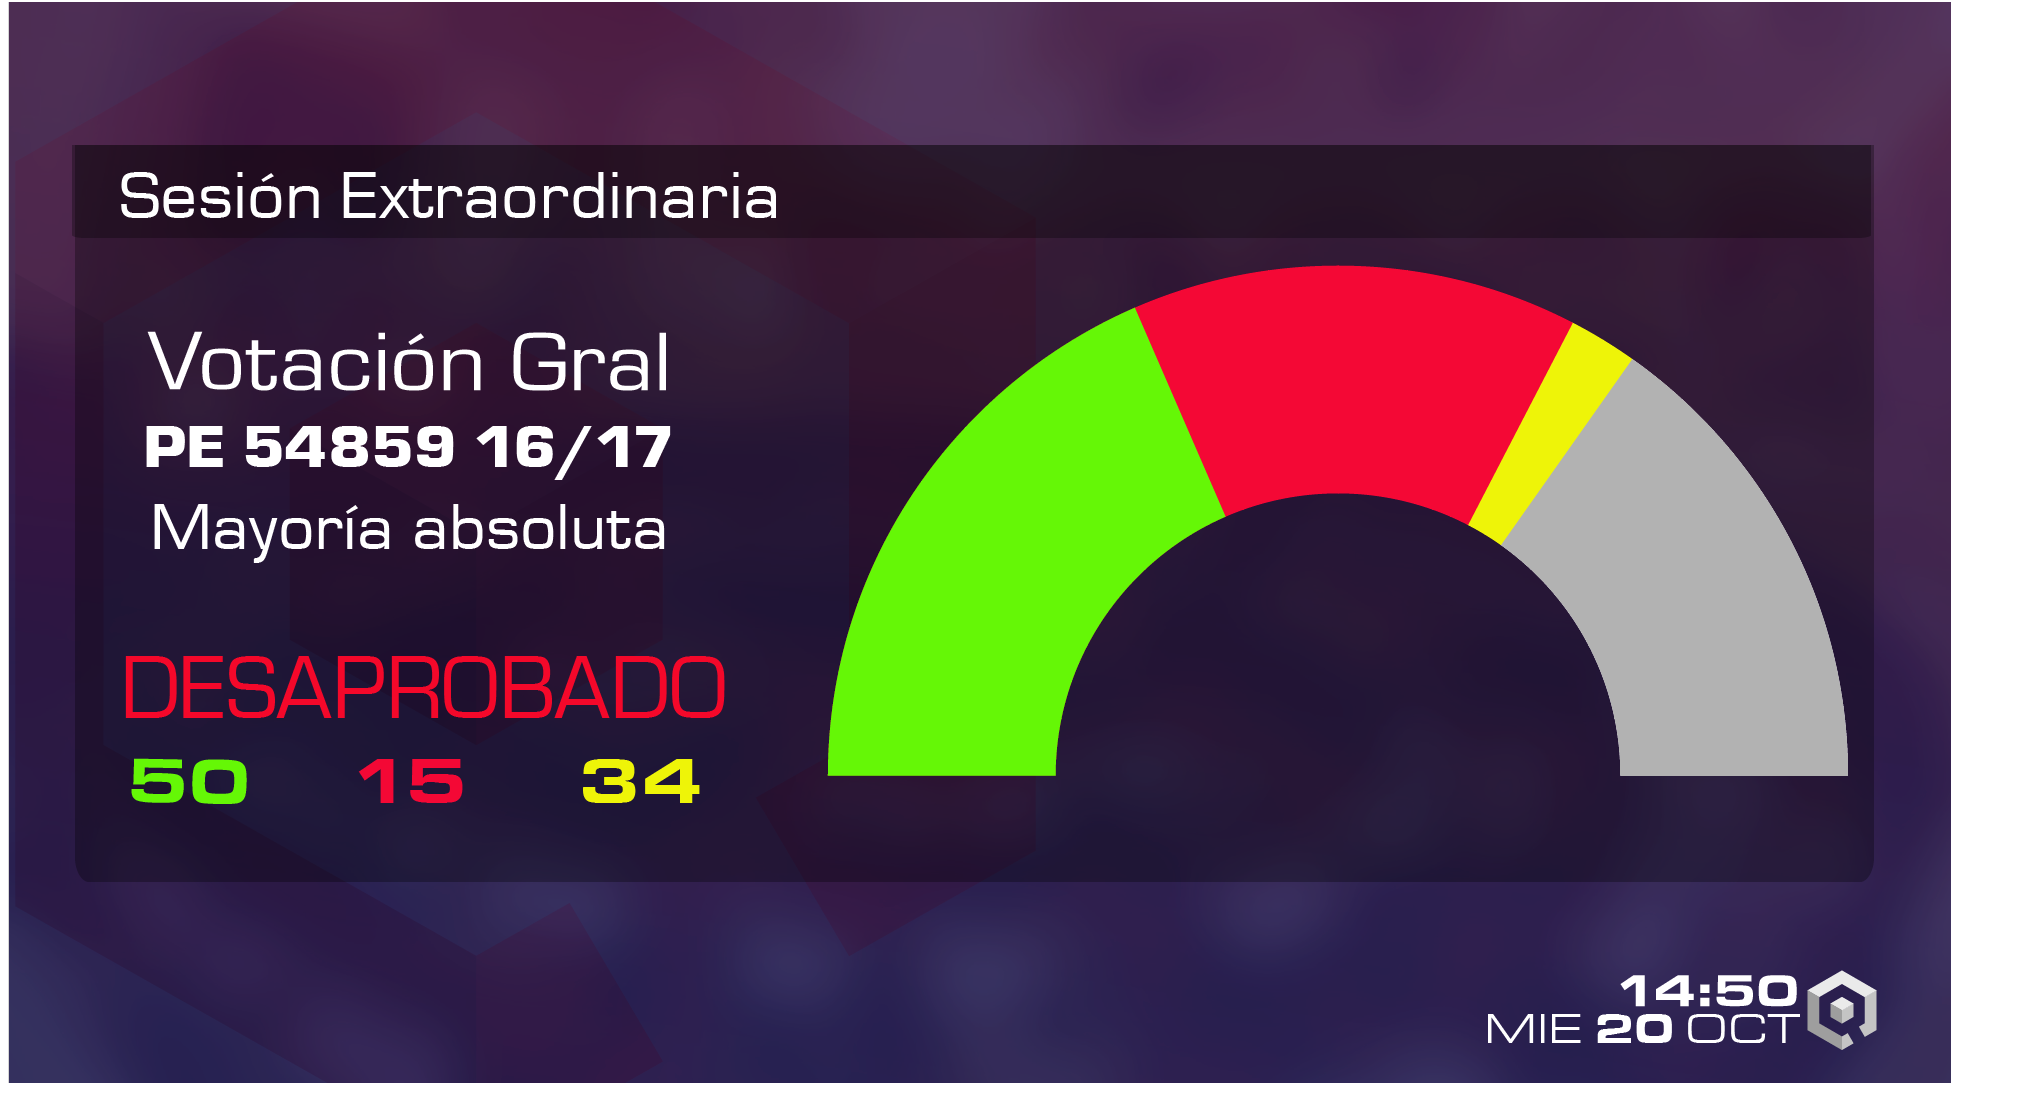 Sesión Extraordinaria
Votación Gral
PE 54859 16/17
Mayoría absoluta
DESAPROBADO
50 15 34
14:50
MIE 20 OCT